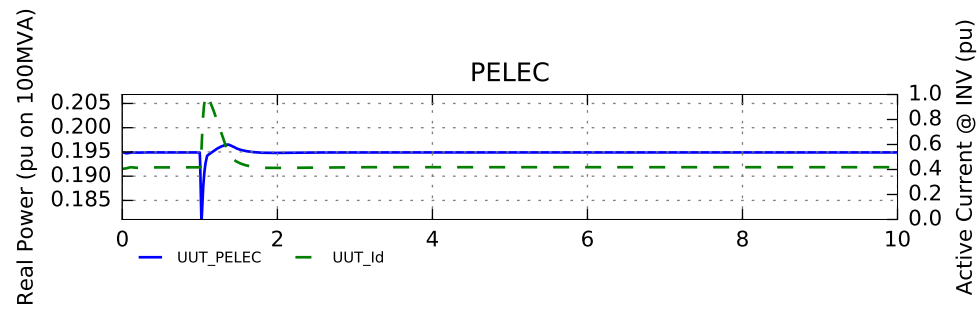 PELEC
Real Power (pu on 100MVA)
0.205
0.200
0.195
0.190
0.185
1.0
0.8
0.6
0.4
0.2
0.0
Active Current @ INV (pu)
0 2 4 6 8 10
UUT_PELEC UUT_Id